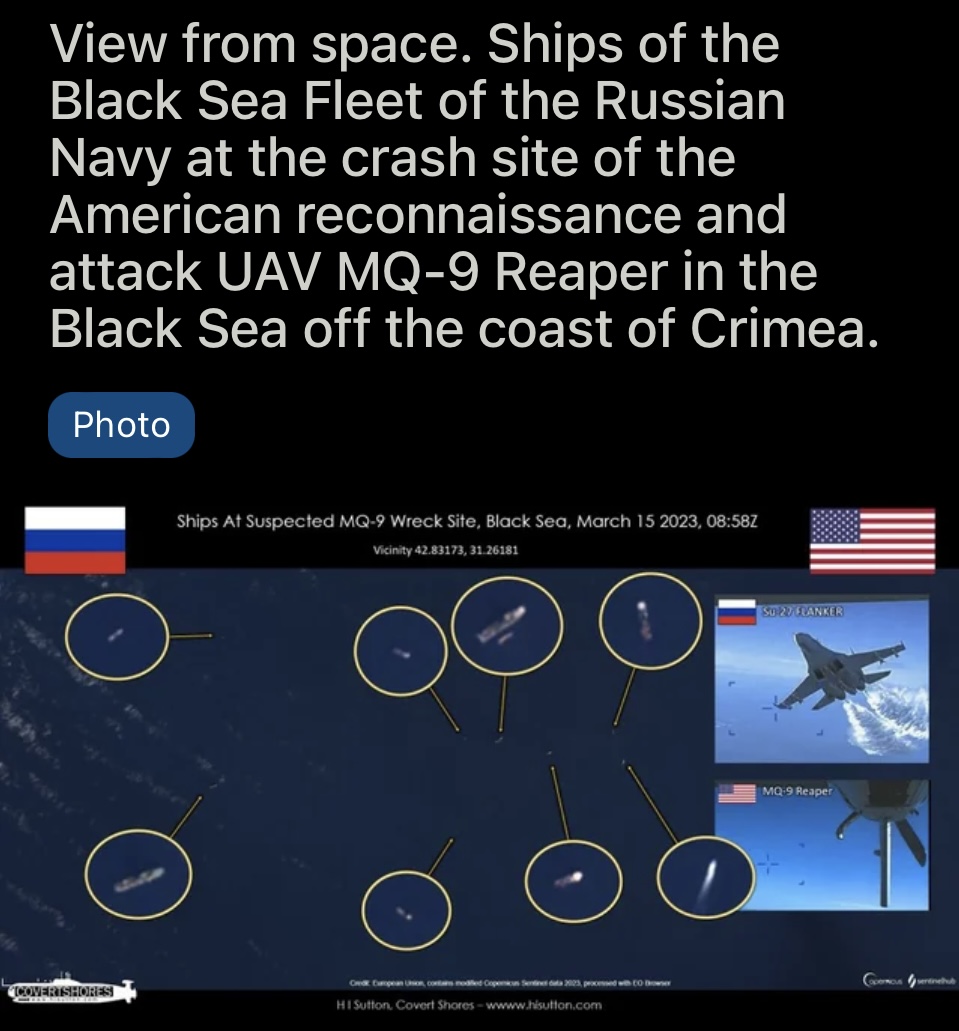 View from space. Ships of the
Black Sea Fleet of the Russian
Navy at the crash site of the
American reconnaissance and
attack UAV MQ-9 Reaper in the
Black Sea off the coast of Crimea.
Photo
Ships At Suspected MQ-9 Wreck Site, Black Sea, March 15 2023, 08:58Z
Vicinity 42.83173, 31.26181
Su-27 FLANKER
MQ-9 Reaper
COVERTSHORES
Credit: European Union, contains modified Copernicus Sentinel data 2023, processed with EO Browser
Copernicus sentinelhub
H I Sutton, Covert Shores – wwww.hisutton.com